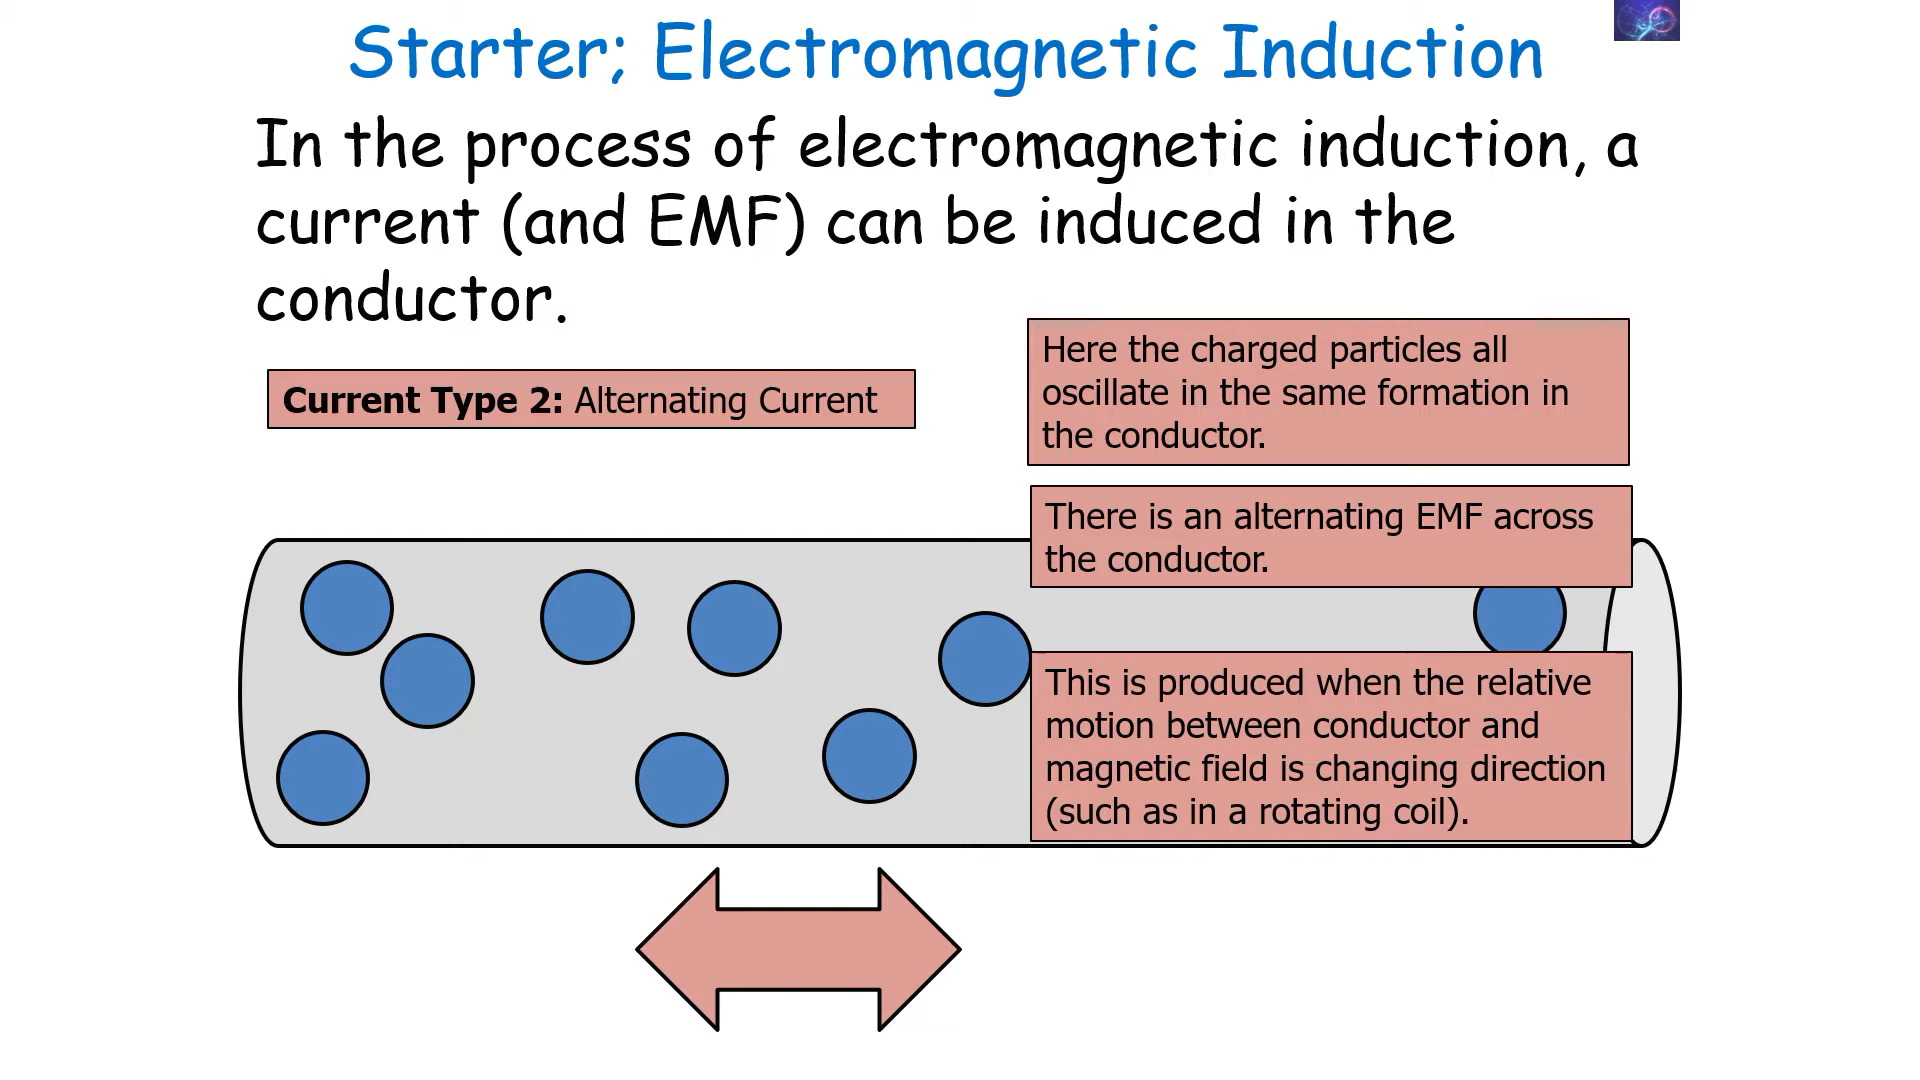 Starter; Electromagnetic Induction
In the process of electromagnetic induction, a
current (and EMF) can be induced in the
conductor.
Current Type 2: Alternating Current
Here the charged particles all
oscillate in the same formation in
the conductor.
There is an alternating EMF across
the conductor.
This is produced when the relative
motion between conductor and
magnetic field is changing direction
(such as in a rotating coil).